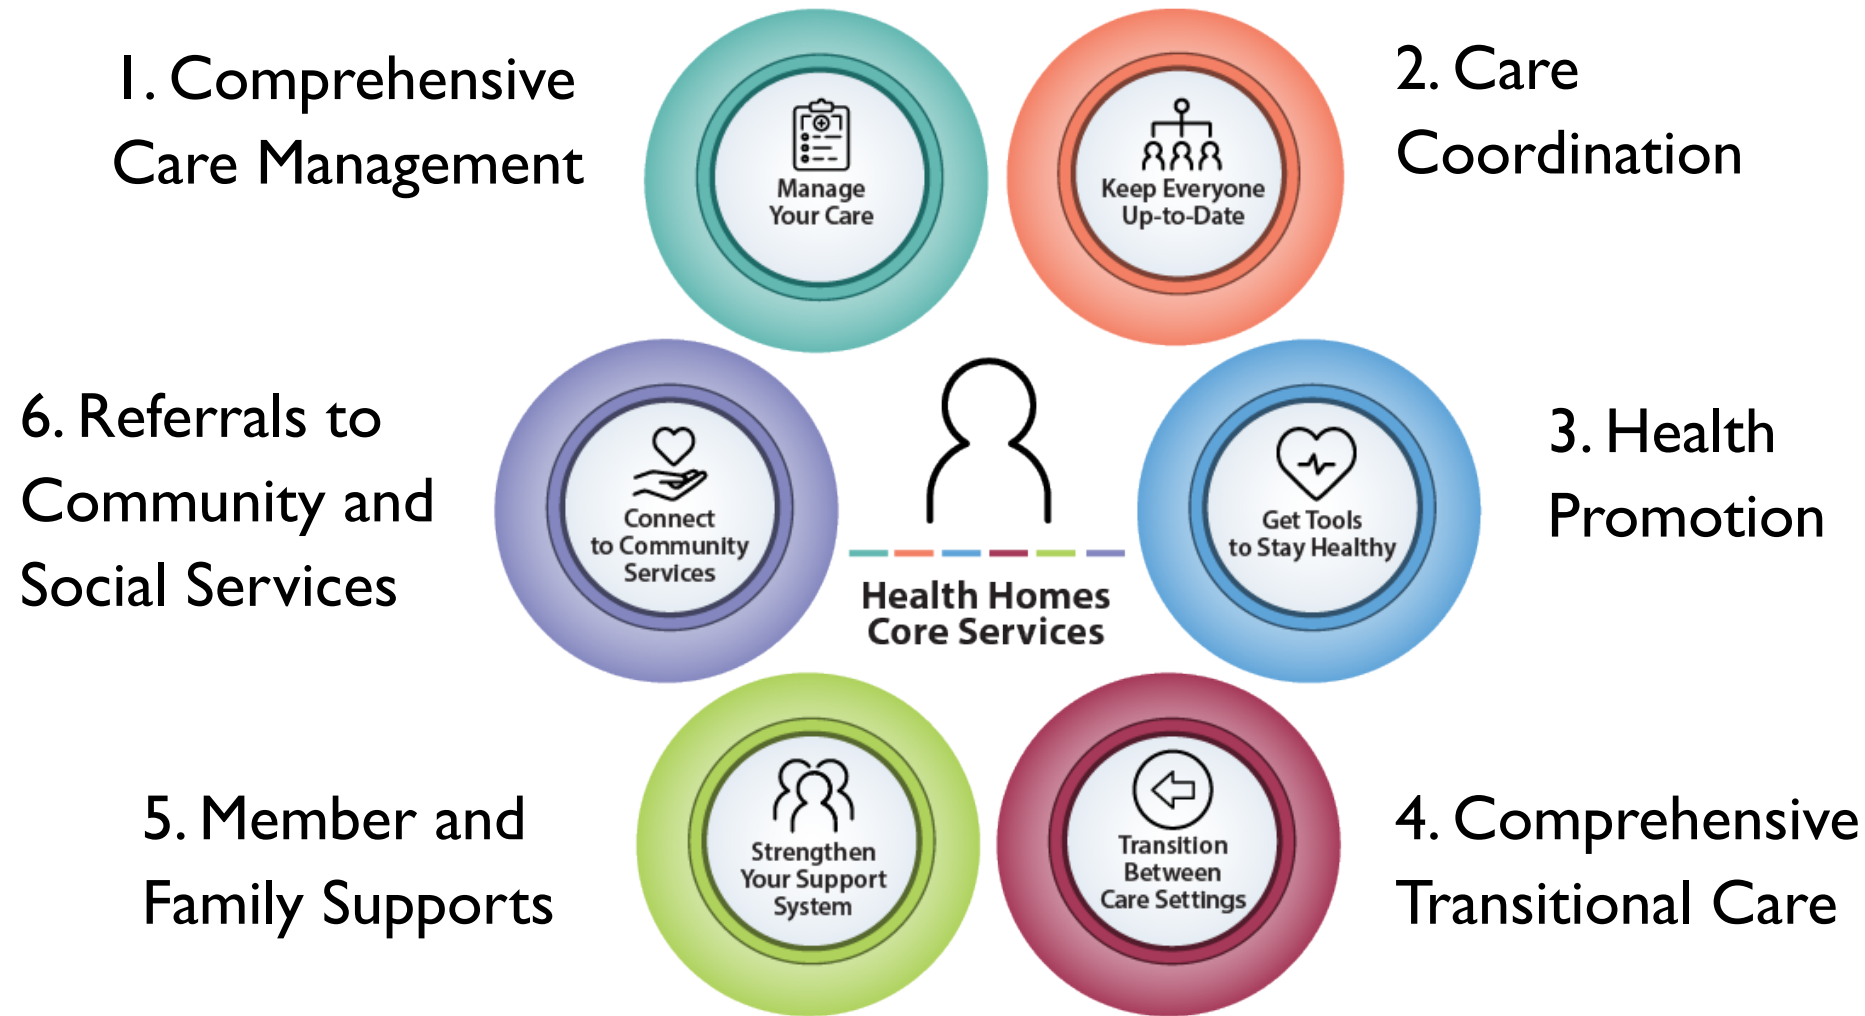 1. Comprehensive
Care Management
Manage
Your Care
Keep Everyone
Up-to-Date
2. Care
Coordination
6. Referrals to
Community and
Social Services
Connect
to Community
Services
Health Homes
Core Services
Get Tools
to Stay Healthy
3. Health
Promotion
5. Member and
Family Supports
Strengthen
Your Support
System
Transition
Between
Care Settings
4. Comprehensive
Transitional Care